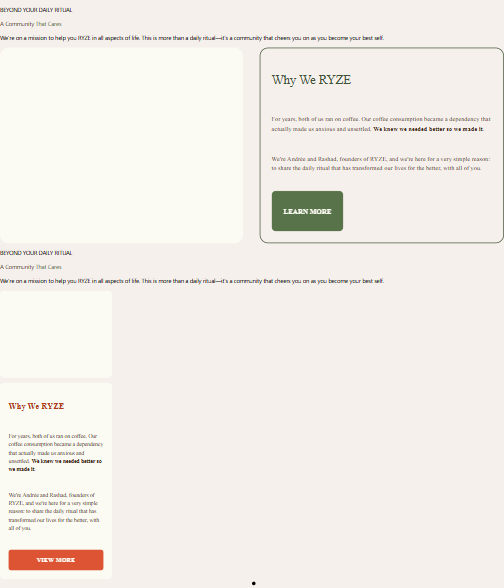 BEYOND YOUR DAILY RITUAL
A Community That Cares
We're on a mission to help you RYZE in all aspects of life. This is more than a daily ritual—it's a community that cheers you on as you become your best self.
Why We RYZE
For years, both of us ran on coffee. Our coffee consumption became a dependency that
actually made us anxious and unsettled. We knew we needed better so we made it.
We're Andrée and Rashad, founders of RYZE, and we're here for a very simple reason:
to share the daily ritual that has transformed our lives for the better, with all of you.
LEARN MORE
BEYOND YOUR DAILY RITUAL
A Community That Cares
We're on a mission to help you RYZE in all aspects of life. This is more than a daily ritual—it's a community that cheers you on as you become your best self.
Why We RYZE
For years, both of us ran on coffee. Our
coffee consumption became a dependency
that actually made us anxious and
unsettled. We knew we needed better so
we made it.
We're Andrée and Rashad, founders of
RYZE, and we're here for a very simple
reason: to share the daily ritual that has
transformed our lives for the better, with
all of you.
VIEW MORE